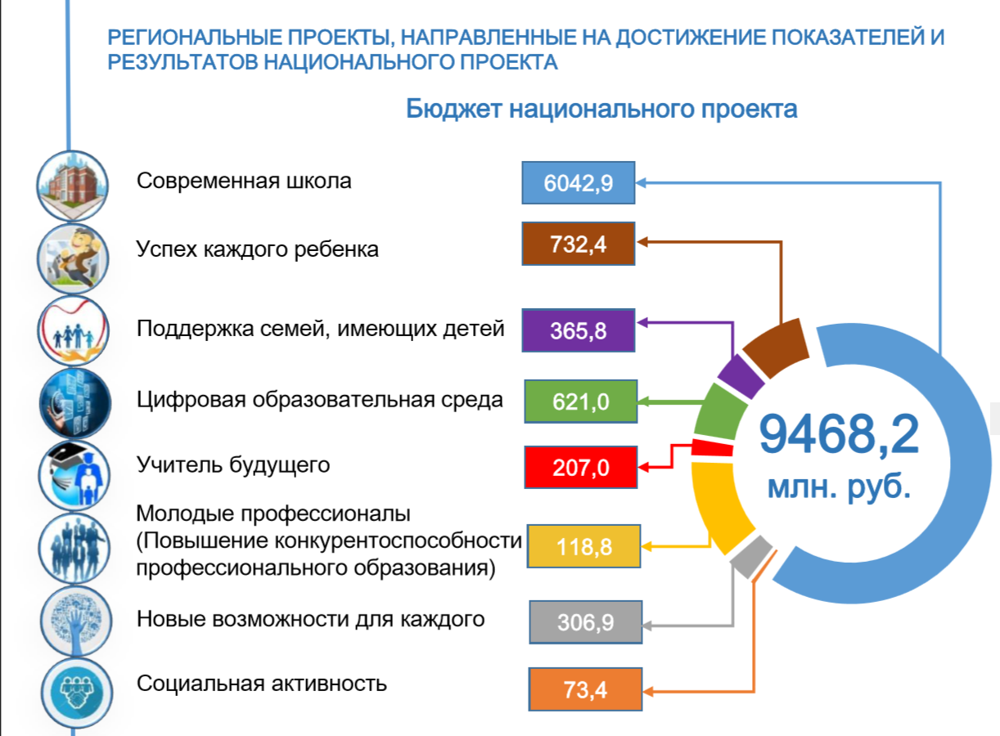 РЕГИОНАЛЬНЫЕ ПРОЕКТЫ, НАПРАВЛЕННЫЕ НА ДОСТИЖЕНИЕ ПОКАЗАТЕЛЕЙ И
РЕЗУЛЬТАТОВ НАЦИОНАЛЬНОГО ПРОЕКТА
Бюджет национального проекта
Современная школа
6042,9
Успех каждого ребенка
732,4
Поддержка семей, имеющих детей
365,8
Цифровая образовательная среда
621,0
Учитель будущего
207,0
Молодые профессионалы
(Повышение конкурентоспособности
профессионального образования)
118,8
Новые возможности для каждого
306,9
Социальная активность
73,4
9468,2
млн. руб.